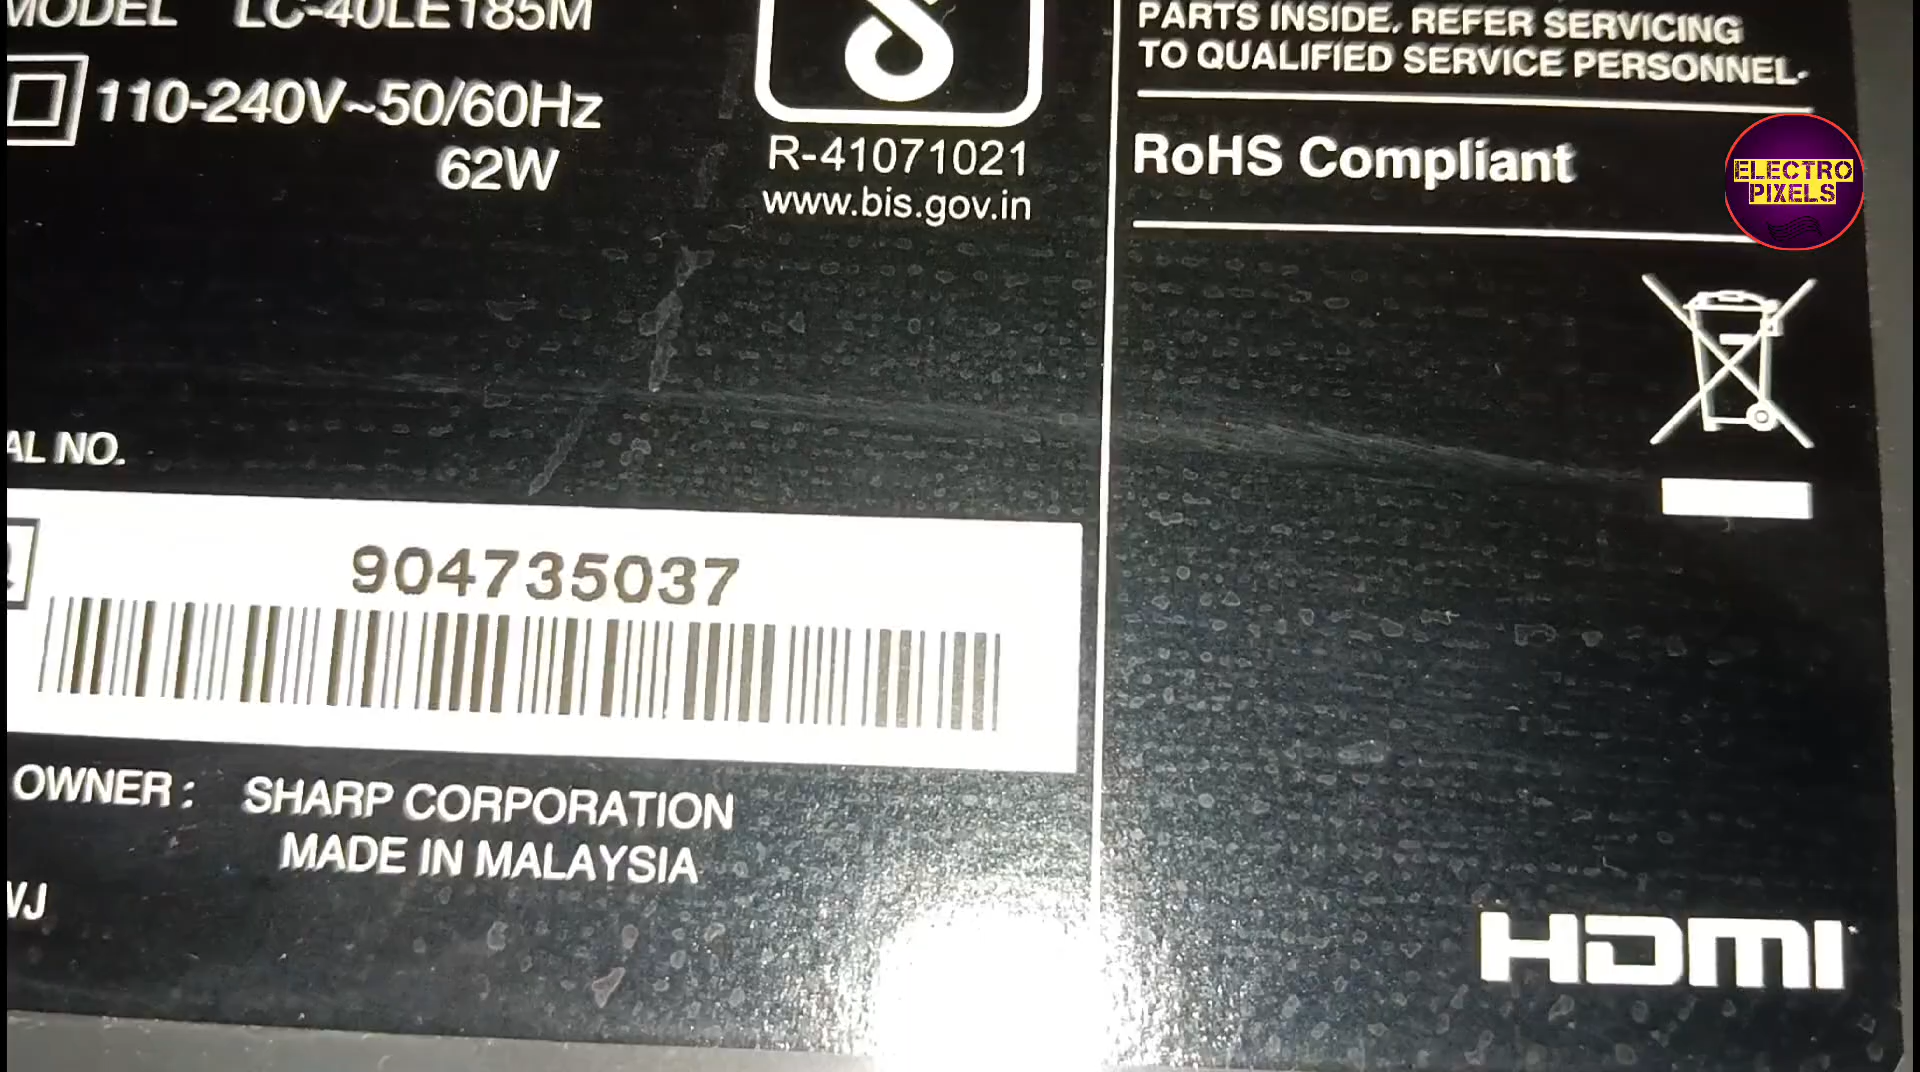 MODEL LC-40LE185M
110-240V~50/60Hz
62W
R-41071021
www.bis.gov.in
AL NO.
904735037
OWNER : SHARP CORPORATION
MADE IN MALAYSIA
VJ
PARTS INSIDE. REFER SERVICING
TO QUALIFIED SERVICE PERSONNEL.
RoHS Compliant
ELECTRO
PIXELS
HDMI